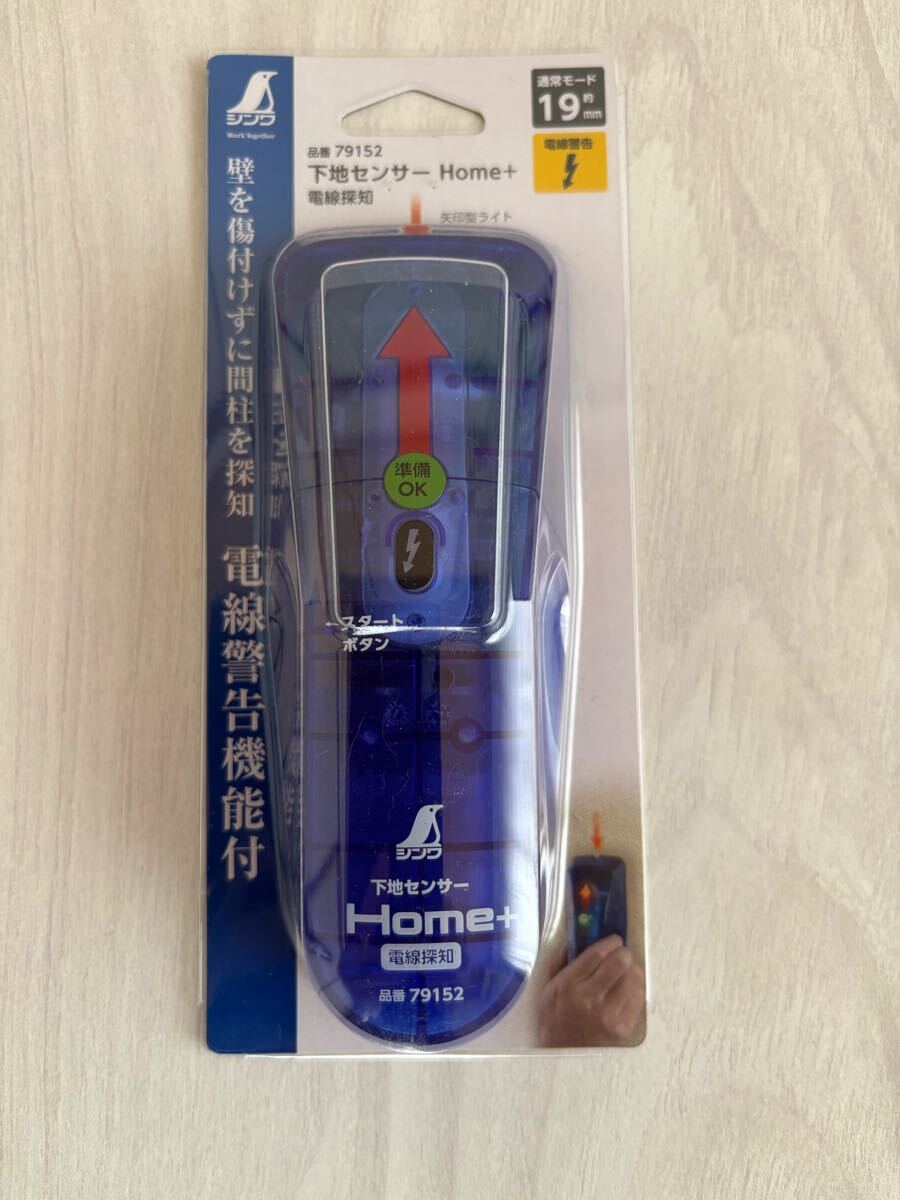 シンワ
Work Together
壁を傷付けずに間柱を探知 電線警告機能付
品番 79152
下地センサー Home+
電線探知
通常モード
約
19mm
電線警告
矢印型ライト
準備
OK
←スタート
ボタン
シンワ
下地センサー
Home+
電線探知
品番 79152